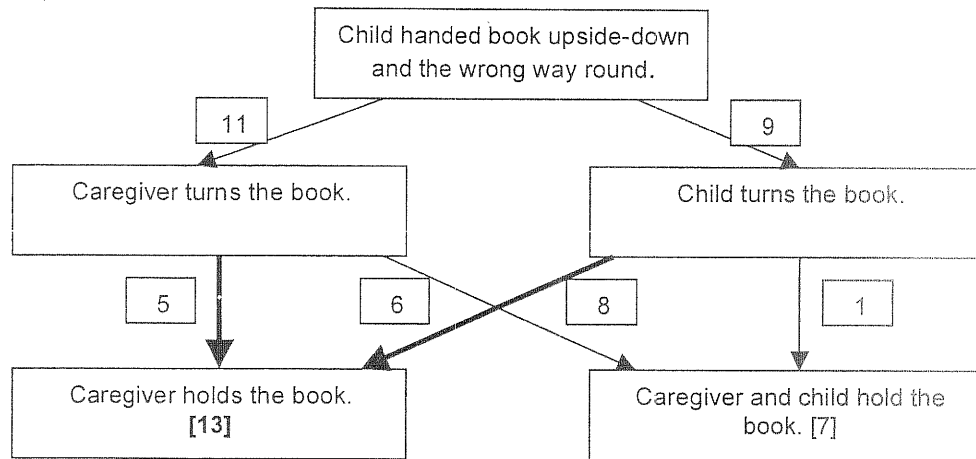 Child handed book upside-down
and the wrong way round.
11
9
Caregiver turns the book.
Child turns the book.
5
6
8
1
Caregiver holds the book.
[13]
Caregiver and child hold the
book. [7]